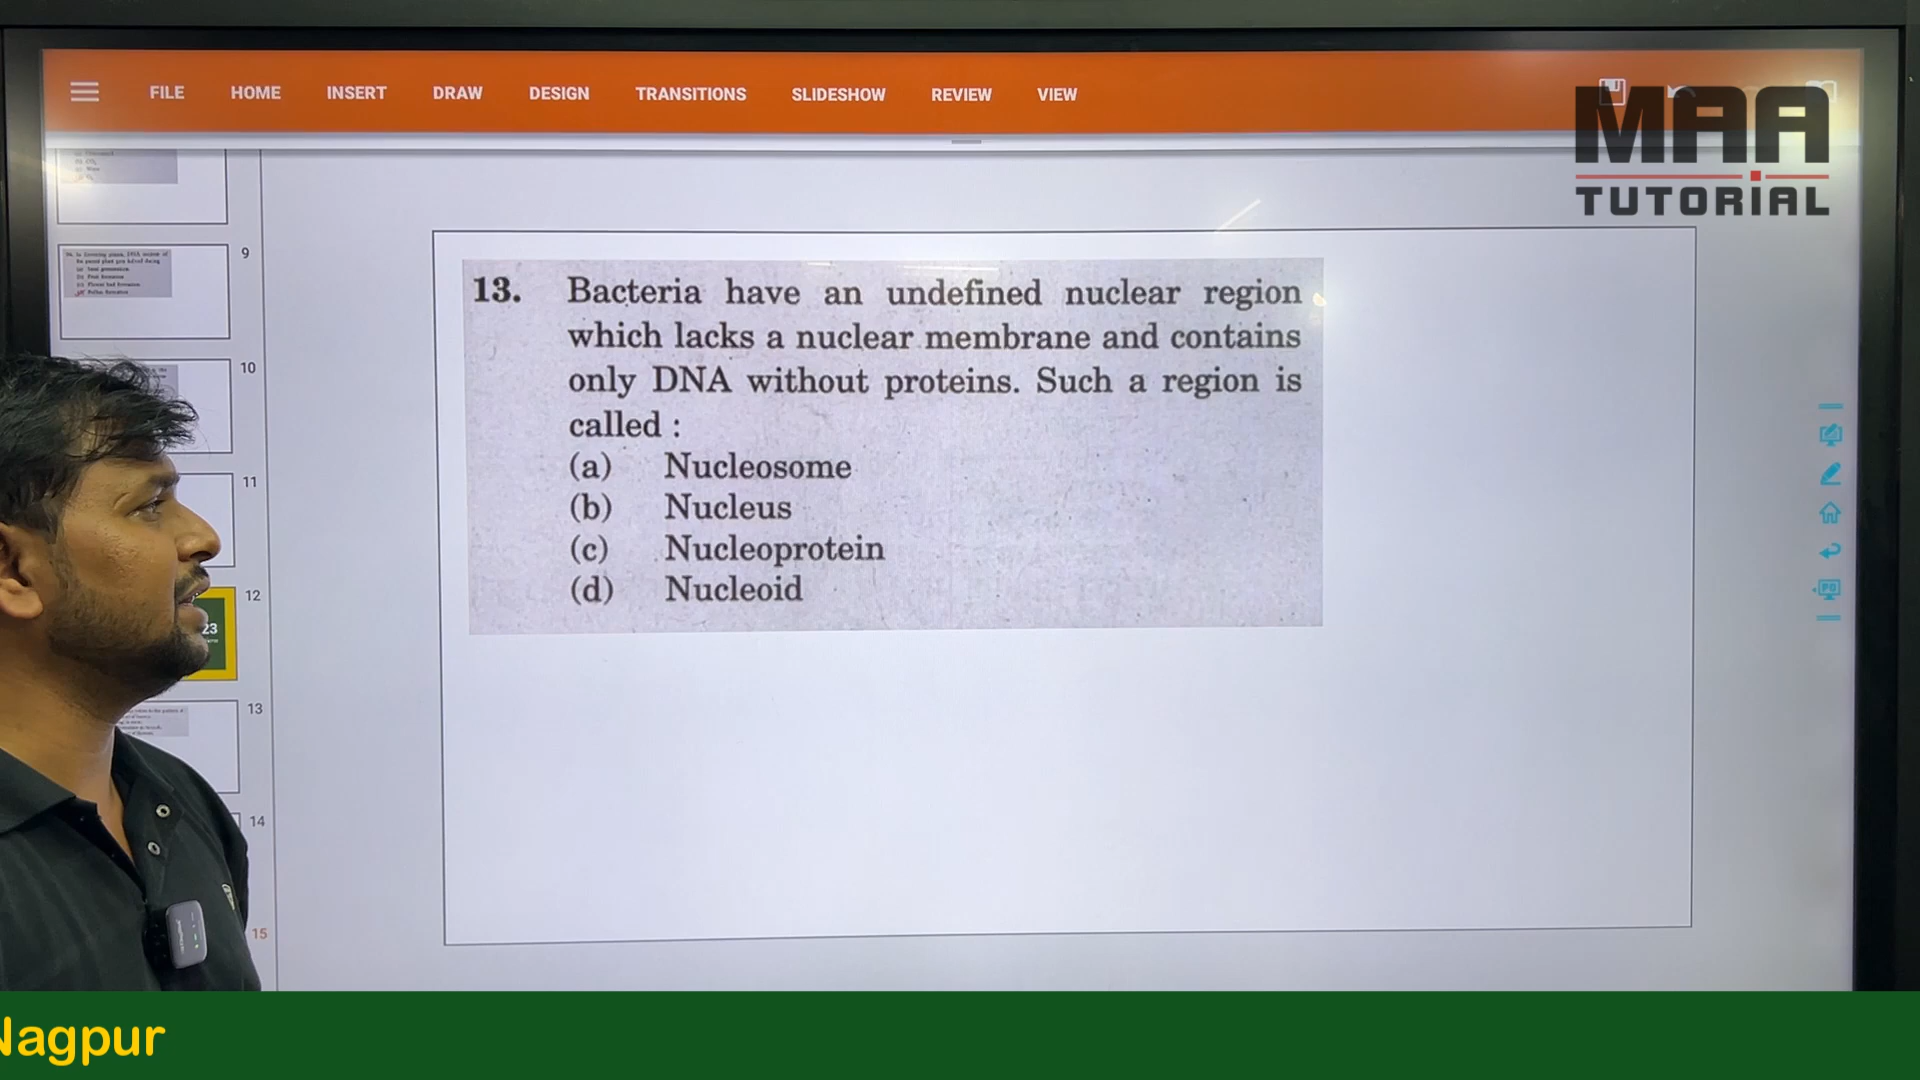 FILE HOME INSERT DRAW DESIGN TRANSITIONS SLIDESHOW REVIEW VIEW
MAA
TUTORiAL
9
10
11
12
23
13
14
15
13. Bacteria have an undefined nuclear region
which lacks a nuclear membrane and contains
only DNA without proteins. Such a region is
called :
(a) Nucleosome
(b) Nucleus
(c) Nucleoprotein
(d) Nucleoid
Nagpur